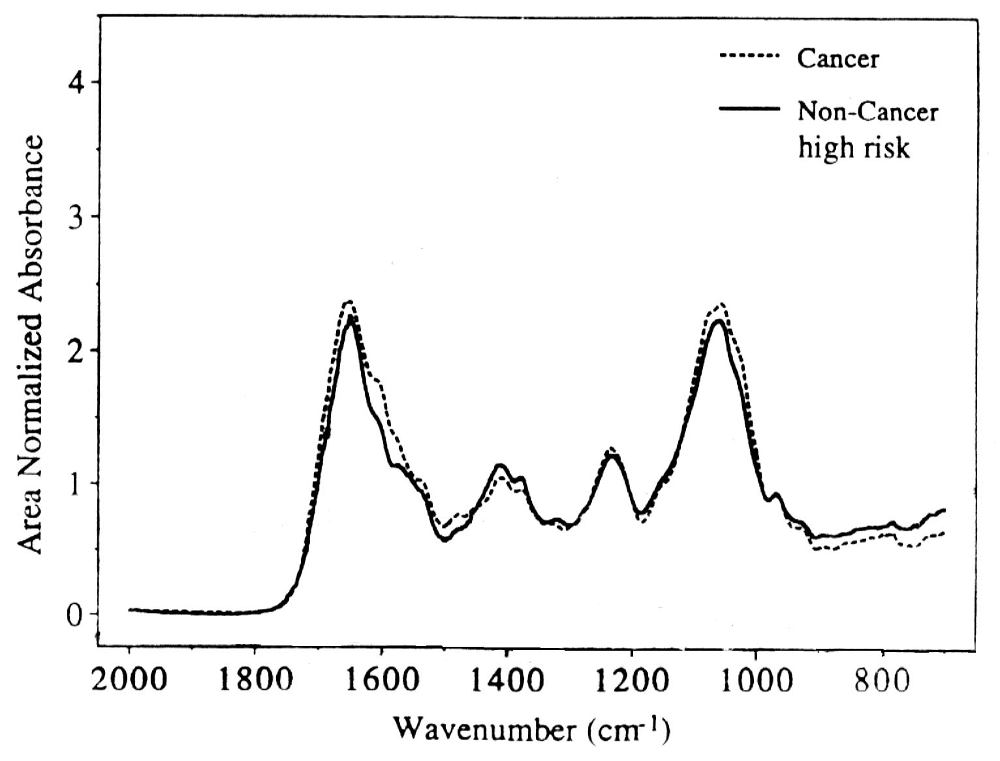 Cancer
Non-Cancer
high risk
Area Normalized Absorbance
4
3
2
1
0
2000 1800 1600 1400 1200 1000 800
Wavenumber (cm-1)